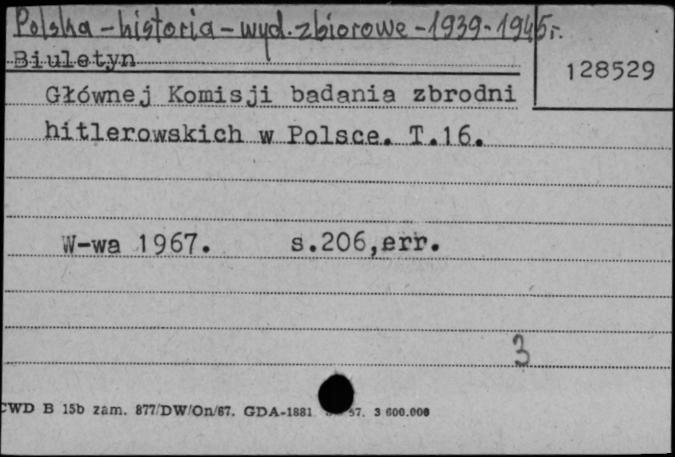 Polska - historia - wyd. zbiorowe - 1939-1945 r.
Biuletyn
128529
Głównej Komisji badania zbrodni
hitlerowskich w Polsce. T.16.
W-wa 1967. s.206,err.
3
CWD B 15b zam. 877/DW/On/67. GDA-1881 57. 3 600.000